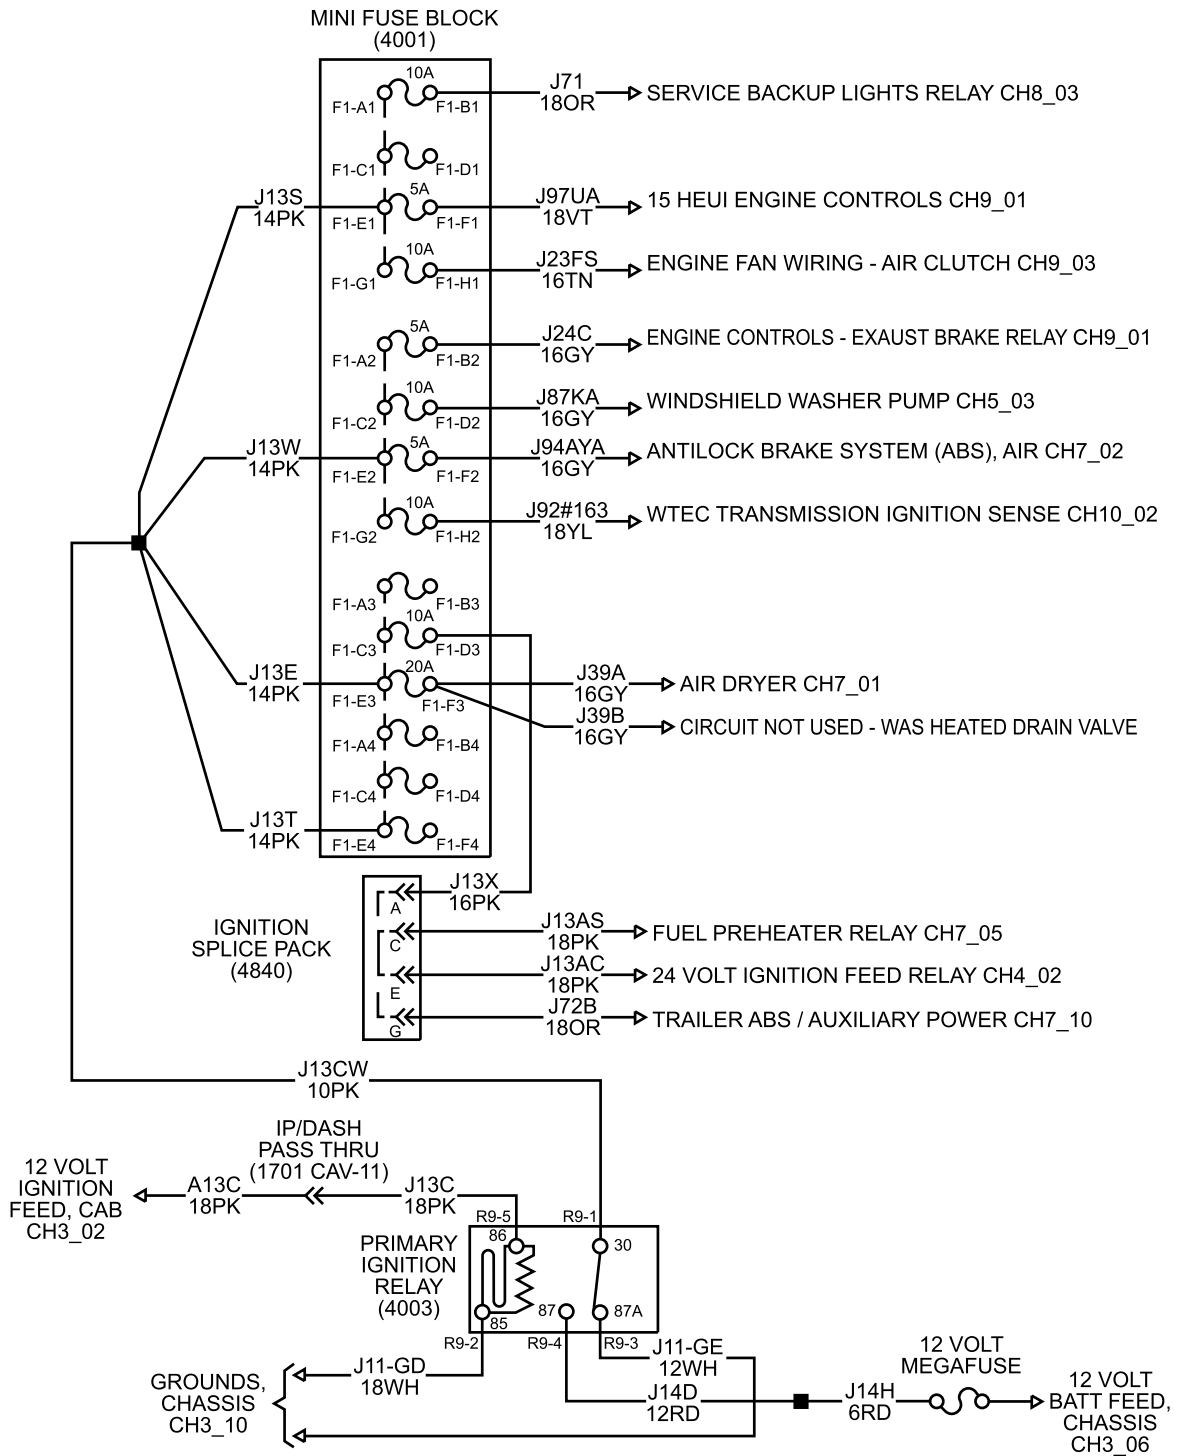 MINI FUSE BLOCK
(4001)
10A
F1-A1
F1-B1
J71
18OR
SERVICE BACKUP LIGHTS RELAY CH8_03
F1-C1
F1-D1
J13S
14PK
5A
F1-E1
F1-F1
J97UA
18VT
15 HEUI ENGINE CONTROLS CH9_01
10A
F1-G1
F1-H1
J23FS
16TN
ENGINE FAN WIRING - AIR CLUTCH CH9_03
5A
F1-A2
F1-B2
J24C
16GY
ENGINE CONTROLS - EXAUST BRAKE RELAY CH9_01
10A
F1-C2
F1-D2
J87KA
16GY
WINDSHIELD WASHER PUMP CH5_03
J13W
14PK
5A
F1-E2
F1-F2
J94AYA
16GY
ANTILOCK BRAKE SYSTEM (ABS), AIR CH7_02
10A
F1-G2
F1-H2
J92#163
18YL
WTEC TRANSMISSION IGNITION SENSE CH10_02
F1-A3
F1-B3
10A
F1-C3
F1-D3
J13E
14PK
20A
F1-E3
F1-F3
J39A
16GY
AIR DRYER CH7_01
J39B
16GY
CIRCUIT NOT USED - WAS HEATED DRAIN VALVE
F1-A4
F1-B4
F1-C4
F1-D4
J13T
14PK
F1-E4
F1-F4
IGNITION
SPLICE PACK
(4840)
A
J13X
16PK
C
J13AS
18PK
FUEL PREHEATER RELAY CH7_05
E
J13AC
18PK
24 VOLT IGNITION FEED RELAY CH4_02
G
J72B
18OR
TRAILER ABS / AUXILIARY POWER CH7_10
J13CW
10PK
12 VOLT
IGNITION
FEED, CAB
CH3_02
A13C
18PK
IP/DASH
PASS THRU
(1701 CAV-11)
J13C
18PK
R9-5
R9-1
PRIMARY
IGNITION
RELAY
(4003)
86
30
85
87
87A
R9-2
R9-4
R9-3
GROUNDS,
CHASSIS
CH3_10
J11-GD
18WH
J11-GE
12WH
J14D
12RD
J14H
6RD
12 VOLT
MEGAFUSE
12 VOLT
BATT FEED,
CHASSIS
CH3_06